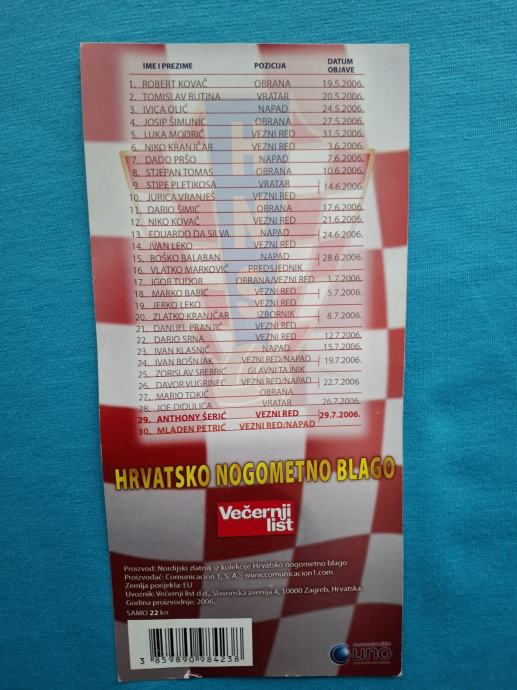 IME I PREZIME POZICIJA DATUM OBJAVE
1. ROBERT KOVAČ OBRANA 19.5.2006.
2. TOMISLAV BUTINA VRATAR 20.5.2006.
3. IVICA OLIĆ NAPAD 24.5.2006.
4. JOSIP ŠIMUNIĆ OBRANA 27.5.2006.
5. LUKA MODRIĆ VEZNI RED 31.5.2006.
6. NIKO KRANJČAR VEZNI RED 3.6.2006.
7. DADO PRŠO NAPAD 7.6.2006.
8. STJEPAN TOMAS OBRANA 10.6.2006.
9. STIPE PLETIKOSA VRATAR 14.6.2006.
10. JURICA VRANJEŠ VEZNI RED
11. DARIO ŠIMIĆ OBRANA 17.6.2006.
12. NIKO KOVAČ VEZNI RED 21.6.2006.
13. EDUARDO DA SILVA NAPAD 24.6.2006.
14. IVAN LEKO VEZNI RED
15. BOŠKO BALABAN NAPAD 28.6.2006.
16. VLATKO MARKOVIĆ PREDSJEDNIK
17. IGOR TUDOR OBRANA/VEZNI RED 1.7.2006.
18. MARKO BABIĆ VEZNI RED 5.7.2006.
19. JERKO LEKO VEZNI RED
20. ZLATKO KRANJČAR IZBORNIK 8.7.2006.
21. DANIJEL PRANJIĆ VEZNI RED
22. DARIO SRNA VEZNI RED 12.7.2006.
23. IVAN KLASNIĆ NAPAD 15.7.2006.
24. IVAN BOŠNJAK VEZNI RED/NAPAD 19.7.2006.
25. ZORISLAV SREBRIĆ GLAVNI TAJNIK
26. DAVOR VUGRINEC VEZNI RED/NAPAD 22.7.2006.
27. MARIO TOKIĆ OBRANA
28. JOE DIDULICA VRATAR 26.7.2006.
29. ANTHONY ŠERIĆ VEZNI RED 29.7.2006.
30. MLADEN PETRIĆ VEZNI RED/NAPAD
HNS
HRVATSKO NOGOMETNO BLAGO
Večernji
list
Proizvod: Nordijski zlatnik iz kolekcije Hrvatsko nogometno blago
Proizvođač: Comunicacion 1, S. A. - www.comunicacion1.com
Zemlja porijekla: EU
Uvoznik: Večernji list d.d., Slavonska avenija 4, 10000 Zagreb, Hrvatska
Godina proizvodnje: 2006.
SAMO 22 kn
3 859890 984238
uno